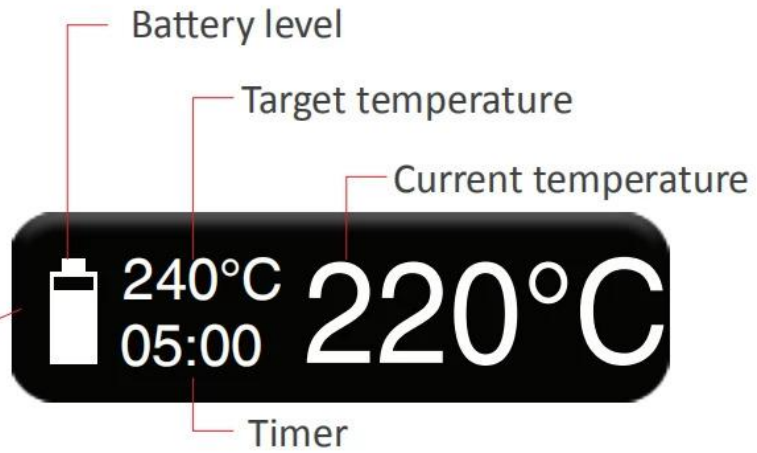 Battery level
Target temperature
Current temperature
240°C
220°C
05:00
Timer